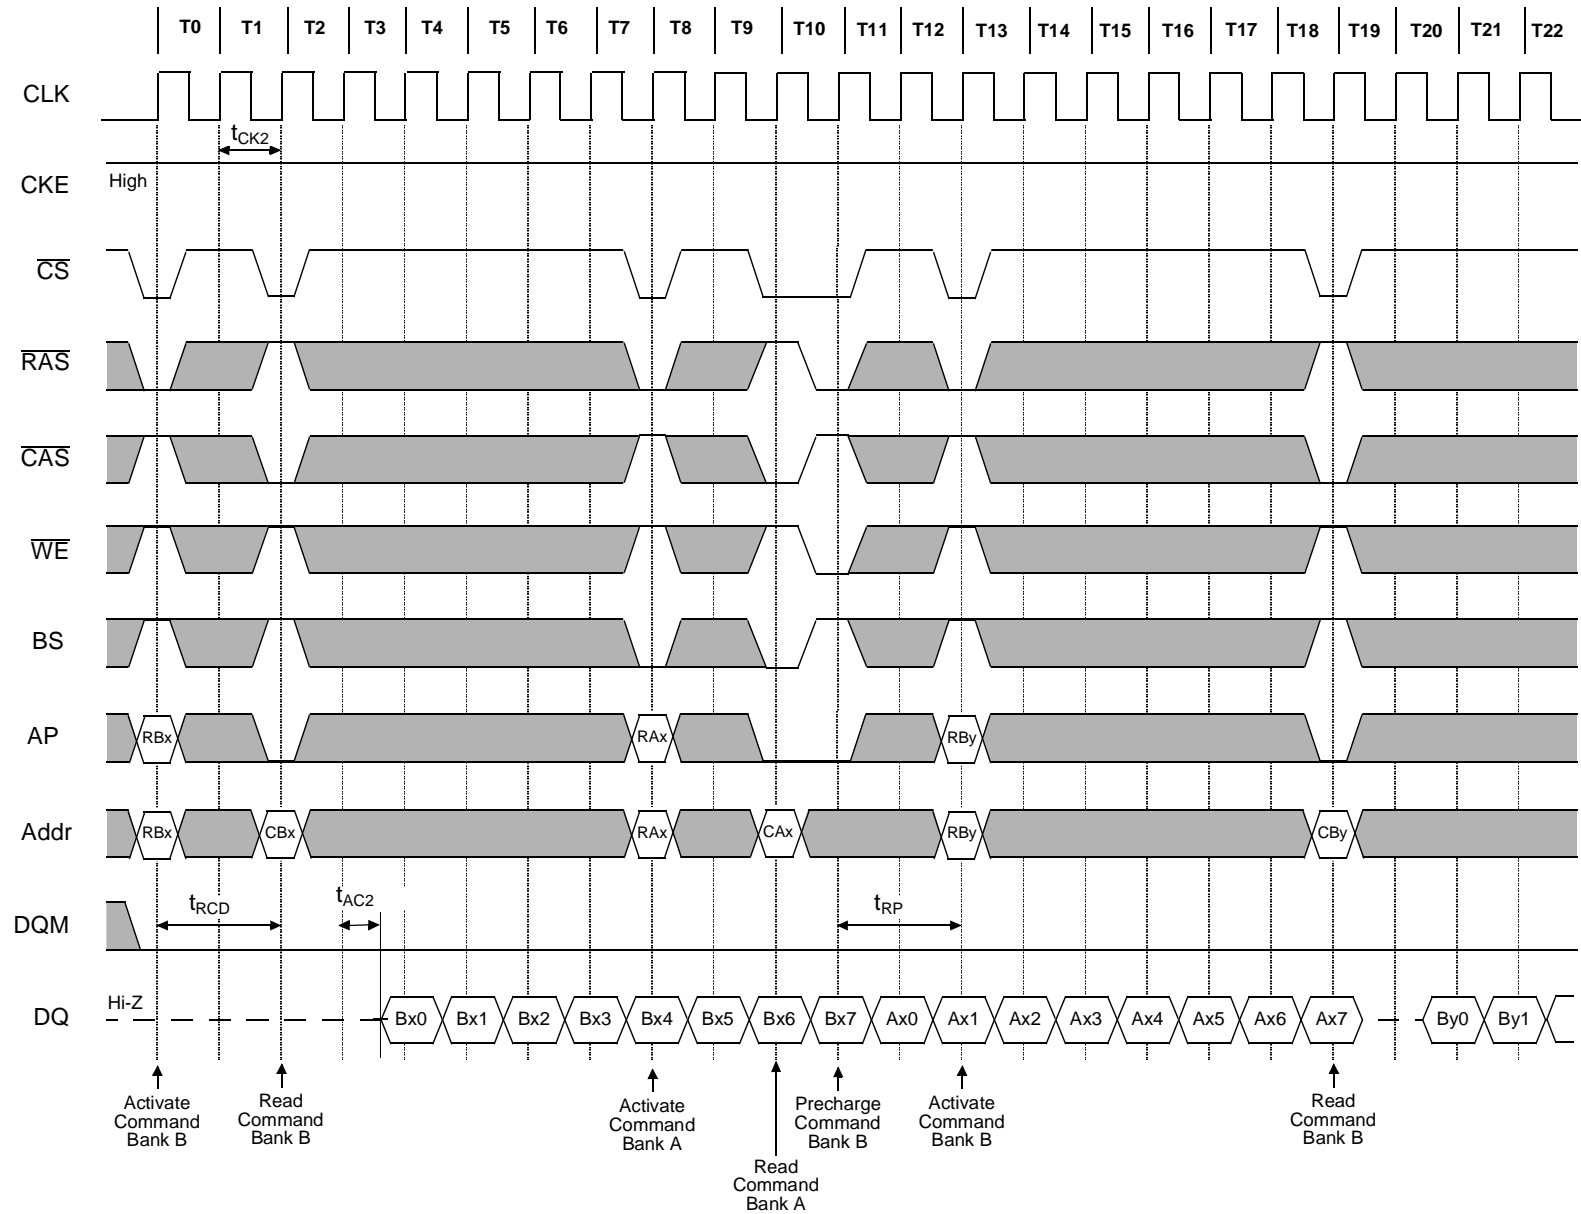 T0 T1 T2 T3 T4 T5 T6 T7 T8 T9 T10 T11 T12 T13 T14 T15 T16 T17 T18 T19 T20 T21 T22
CLK
tCK2
CKE
High
CS
RAS
CAS
WE
BS
AP
RBx RAx RBy
Addr
RBx CBx RAx CAx RBy CBy
DQM
tRCD tAC2 tRP
DQ
Hi-Z
Bx0 Bx1 Bx2 Bx3 Bx4 Bx5 Bx6 Bx7 Ax0 Ax1 Ax2 Ax3 Ax4 Ax5 Ax6 Ax7 By0 By1
Activate
Command
Bank B
Read
Command
Bank B
Activate
Command
Bank A
Read
Command
Bank A
Precharge
Command
Bank B
Activate
Command
Bank B
Read
Command
Bank B